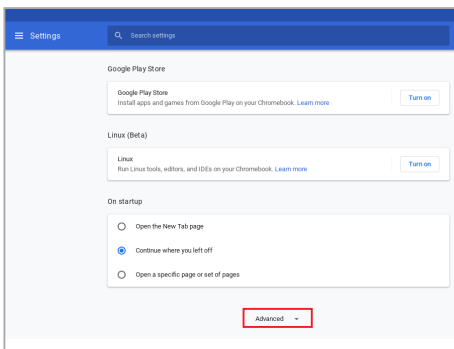 Settings
Search settings
Google Play Store
Google Play Store
Install apps and games from Google Play on your Chromebook. Learn more
Turn on
Linux (Beta)
Linux
Run Linux tools, editors, and IDEs on your Chromebook. Learn more
Turn on
On startup
Open the New Tab page
Continue where you left off
Open a specific page or set of pages
Advanced